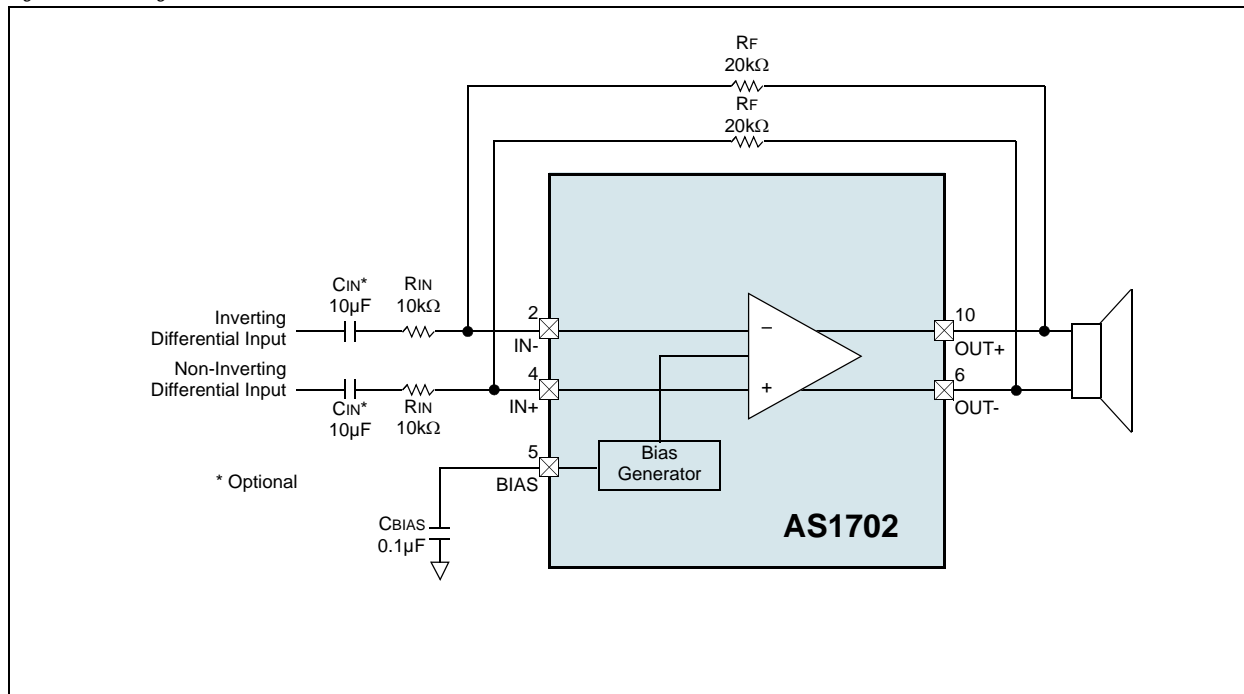 RF
20kΩ
RF
20kΩ
CIN*
10µF
RIN
10kΩ
Inverting
Differential Input
2
IN-
−
10
OUT+
Non-Inverting
Differential Input
4
IN+
+
6
OUT-
CIN*
10µF
RIN
10kΩ
5
BIAS
Bias
Generator
* Optional
CBIAS
0.1µF
AS1702